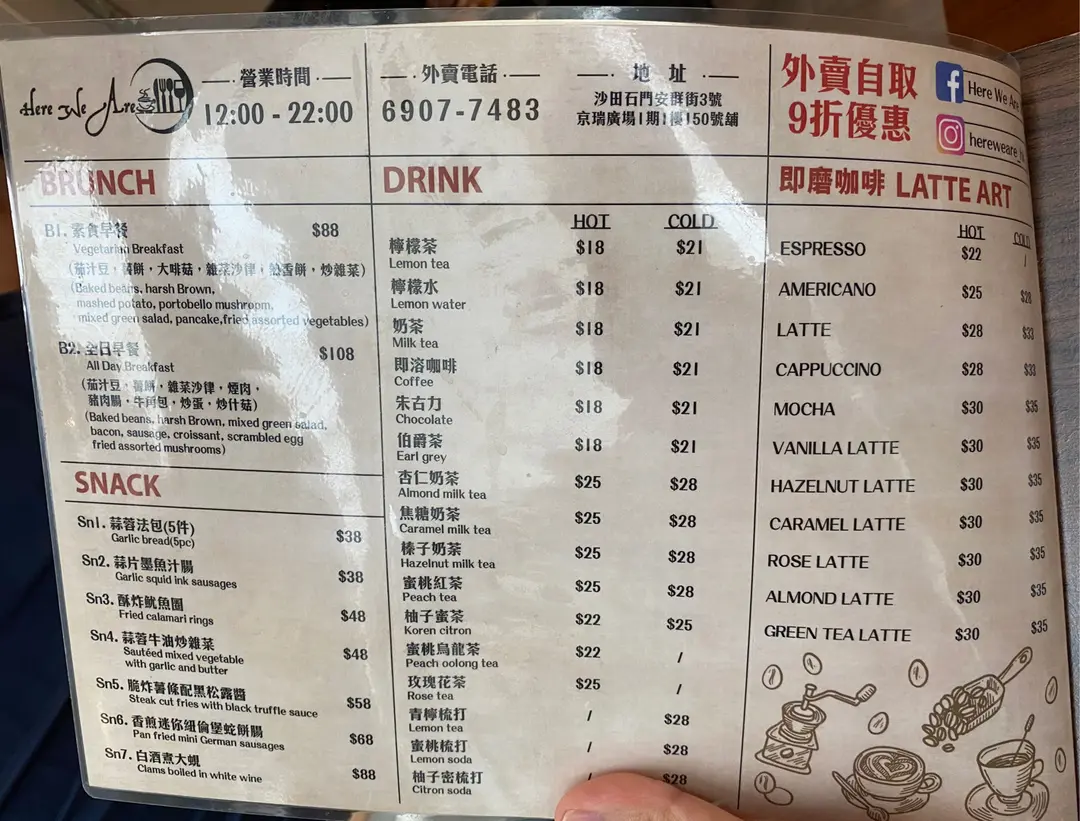 Here We Are
營業時間
12:00 - 22:00
外賣電話
6907-7483
地址
沙田石門安群街3號
京瑞廣場1期1樓150號舖
外賣自取
9折優惠
Here We Are
hereweare_
BRUNCH
B1. 素食早餐 $88
Vegetarian Breakfast
(茄汁豆，薯餅，大啡菇，雜菜沙律，班香餅，炒雜菜)
(Baked beans, harsh Brown,
mashed potato, portobello mushroom,
mixed green salad, pancake,fried assorted vegetables)
B2. 全日早餐 $108
All Day Breakfast
(茄汁豆，薯餅，雜菜沙律，煙肉，
豬肉腸，牛角包，炒蛋，炒什菇)
(Baked beans, harsh Brown, mixed green salad,
bacon, sausage, croissant, scrambled egg
fried assorted mushrooms)
SNACK
Sn1. 蒜蓉法包(5件) $38
Garlic bread(5pc)
Sn2. 蒜片墨魚汁腸 $38
Garlic squid ink sausages
Sn3. 酥炸魷魚圈 $48
Fried calamari rings
Sn4. 蒜蓉牛油炒雜菜 $48
Sautéed mixed vegetable
with garlic and butter
Sn5. 脆炸薯條配黑松露醬 $58
Steak cut fries with black truffle sauce
Sn6. 香煎迷你紐倫堡蛇餅腸 $68
Pan fried mini German sausages
Sn7. 白酒煮大蜆 $88
Clams boiled in white wine
DRINK
HOT COLD
檸檬茶 $18 $21
Lemon tea
檸檬水 $18 $21
Lemon water
奶茶 $18 $21
Milk tea
即溶咖啡 $18 $21
Coffee
朱古力 $18 $21
Chocolate
伯爵茶 $18 $21
Earl grey
杏仁奶茶 $25 $28
Almond milk tea
焦糖奶茶 $25 $28
Caramel milk tea
榛子奶茶 $25 $28
Hazelnut milk tea
蜜桃紅茶 $25 $28
Peach tea
柚子蜜茶 $22 $25
Koren citron
蜜桃烏龍茶 $22 /
Peach oolong tea
玫瑰花茶 $25 /
Rose tea
青檸梳打 / $28
Lemon tea
蜜桃梳打 / $28
Lemon soda
柚子密梳打 / $28
Citron soda
即磨咖啡 LATTE ART
HOT COLD
ESPRESSO $22 /
AMERICANO $25 $28
LATTE $28 $33
CAPPUCCINO $28 $33
MOCHA $30 $35
VANILLA LATTE $30 $35
HAZELNUT LATTE $30 $35
CARAMEL LATTE $30 $35
ROSE LATTE $30 $35
ALMOND LATTE $30 $35
GREEN TEA LATTE $30 $35